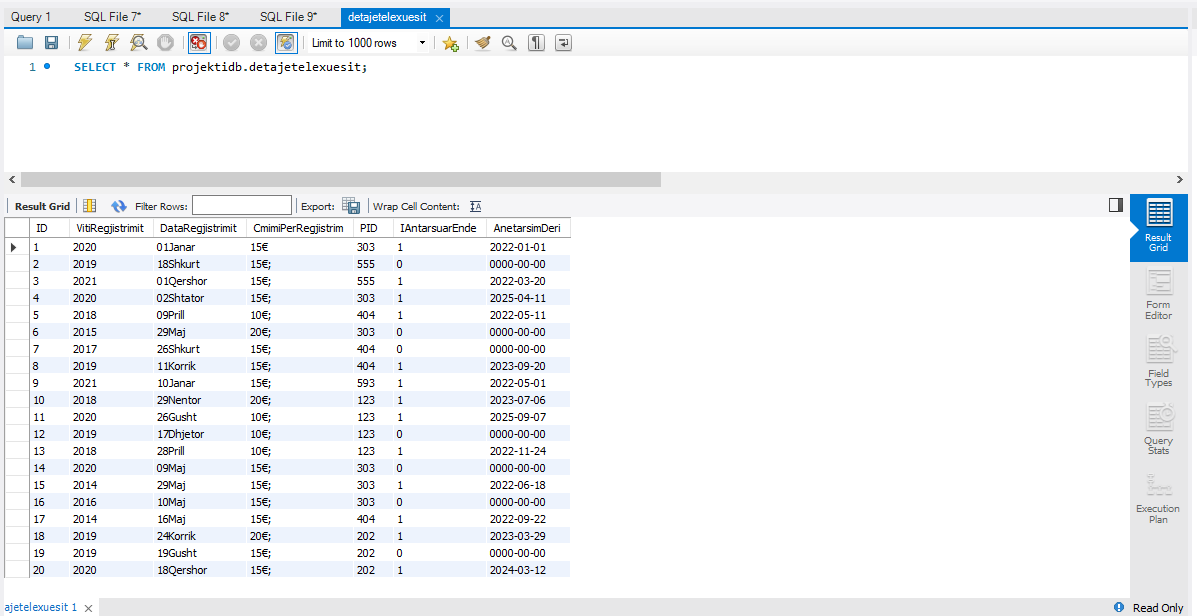 Query 1 SQL File 7* SQL File 8* SQL File 9* detajetelexuesit
Limit to 1000 rows
1 SELECT * FROM projektidb.detajetelexuesit;
Result Grid Filter Rows: Export: Wrap Cell Content:
ID VitiRegjistrimit DataRegjistrimit CmimiPerRegjistrim PID IAntarsuarEnde AnetarsimDeri
1 2020 01Janar 15€ 303 1 2022-01-01
2 2019 18Shkurt 15€; 555 0 0000-00-00
3 2021 01Qershor 15€; 555 1 2022-03-20
4 2020 02Shtator 15€; 303 1 2025-04-11
5 2018 09Prill 10€; 404 1 2022-05-11
6 2015 29Maj 20€; 303 0 0000-00-00
7 2017 26Shkurt 15€; 404 0 0000-00-00
8 2019 11Korrik 15€; 404 1 2023-09-20
9 2021 10Janar 15€; 593 1 2022-05-01
10 2018 29Nentor 20€; 123 1 2023-07-06
11 2020 26Gusht 10€; 123 1 2025-09-07
12 2019 17Dhjetor 10€; 123 0 0000-00-00
13 2018 28Prill 10€; 123 1 2022-11-24
14 2020 09Maj 15€; 303 0 0000-00-00
15 2014 29Maj 15€; 303 1 2022-06-18
16 2016 10Maj 15€; 303 0 0000-00-00
17 2014 16Maj 15€; 404 1 2022-09-22
18 2019 24Korrik 20€; 202 1 2023-03-29
19 2019 19Gusht 15€; 202 0 0000-00-00
20 2020 18Qershor 15€; 202 1 2024-03-12
Result
Grid
Form
Editor
Field
Types
Query
Stats
Execution
Plan
ajetelexuesit 1 Read Only